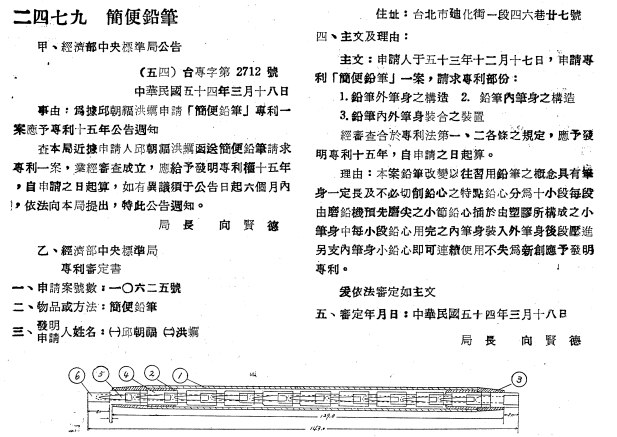 二四七九　簡便鉛筆
甲、經濟部中央標準局公告
（五四）台專字第 2712 號
中華民國五十四年三月十八日
事由：為據邱朝福洪蠣申請「簡便鉛筆」專利一
案應予專利十五年公告週知
查本局近據申請人邱朝福洪蠣函送簡便鉛筆請求
專利一案，業經審查成立，應給予發明專利權十五年
，自申請之日起算，如有異議須于公告日起六個月內
，依法向本局提出，特此公告週知。
局長　向賢德
乙、經濟部中央標準局
專利審定書
一、申請案號數：一〇六二五號
二、物品或方法：簡便鉛筆
三、發明申請人姓名：㈠邱朝福 ㈡洪蠣
住址：台北市迪化街一段四六巷廿七號
四、主文及理由：
主文：申請人于五十三年十二月十七日，申請專
利「簡便鉛筆」一案，請求專利部份：
1. 鉛筆外筆身之構造　2. 鉛筆內筆身之構造
3. 鉛筆內外筆身裝合之裝置
經審查合於專利法第一、二各條之規定，應予發
明專利十五年，自申請之日起算。
理由：本案鉛筆改變以往習用鉛筆之概念具有筆
身一定長及不必切削鉛心之特點鉛心分為十小段每段
由磨鉛機預先磨尖之小節鉛心插於由塑膠所構成之小
筆身中每小段鉛心用完之內筆身裝入外筆身後段壓進
另支內筆身小鉛心即可連續使用不失為新創應予發明
專利。
爰依法審定如主文
五、審定年月日：中華民國五十四年三月十八日
局長　向賢德
⑥ ⑤ ④ ② ① ③